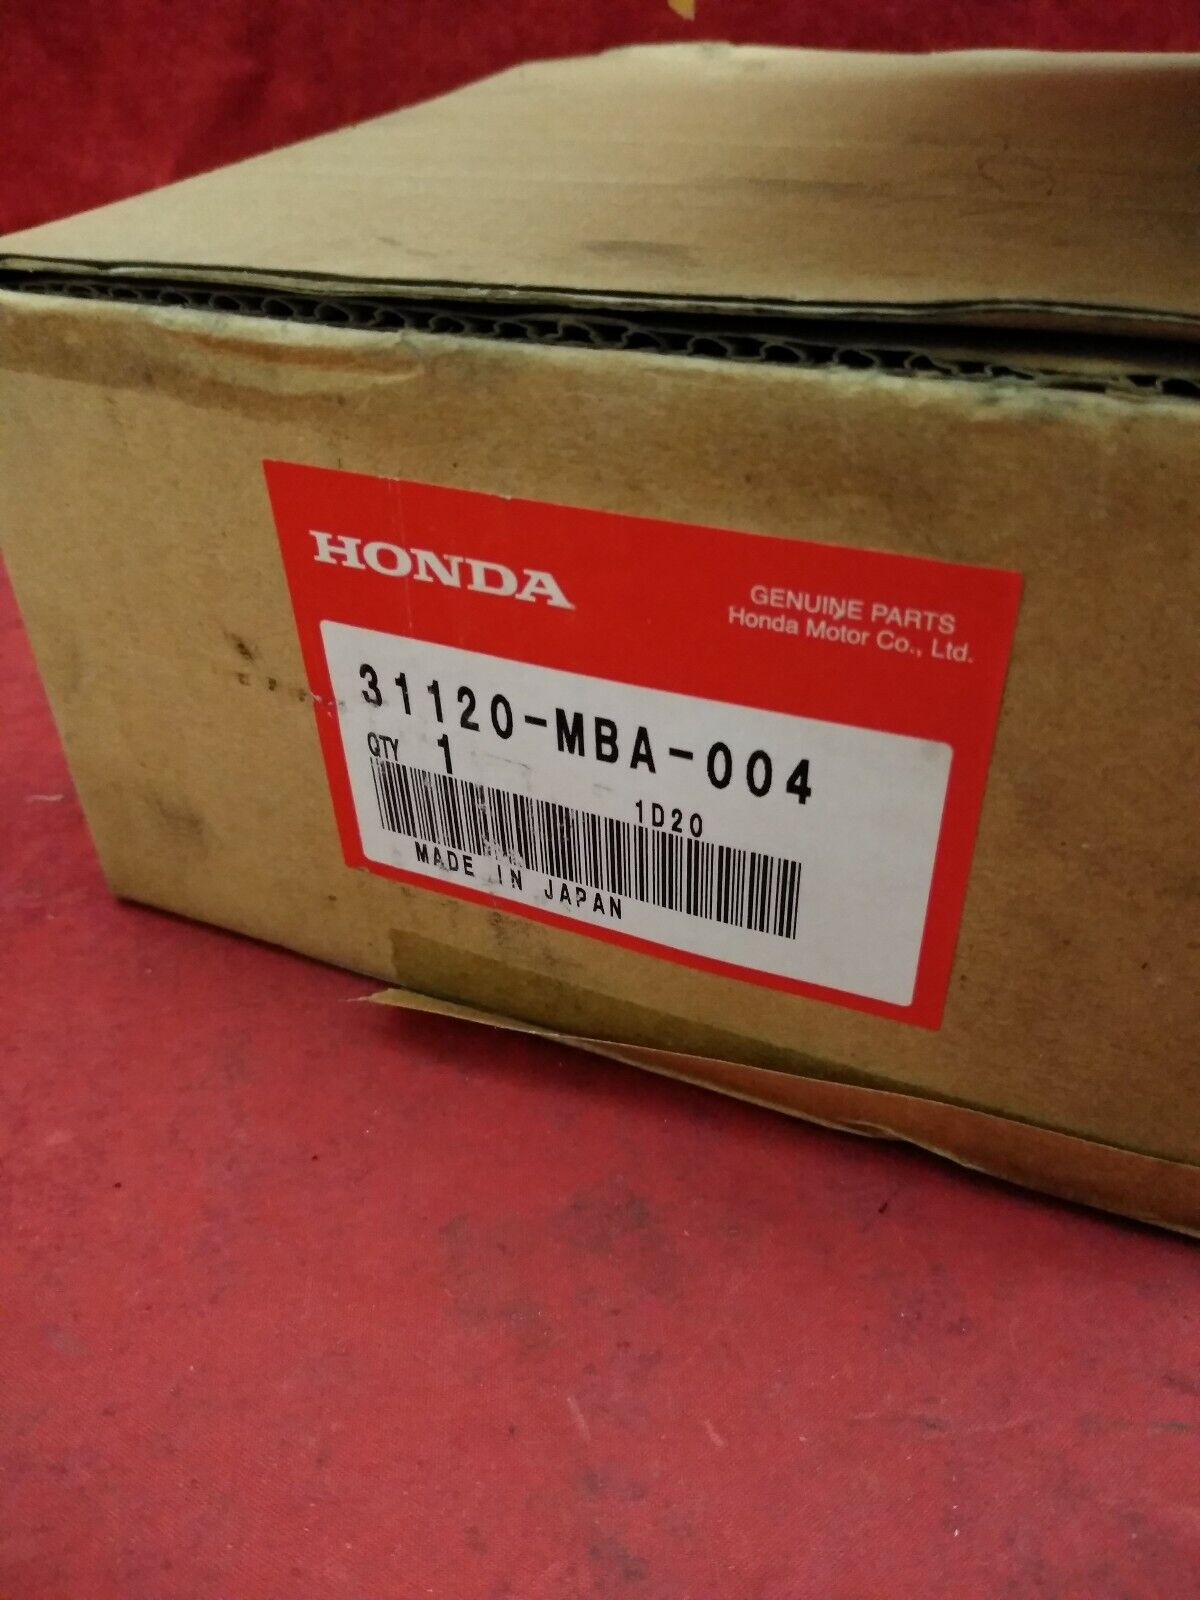 HONDA
GENUINE PARTS
Honda Motor Co., Ltd.
31120-MBA-004
QTY 1
1D20
MADE IN JAPAN